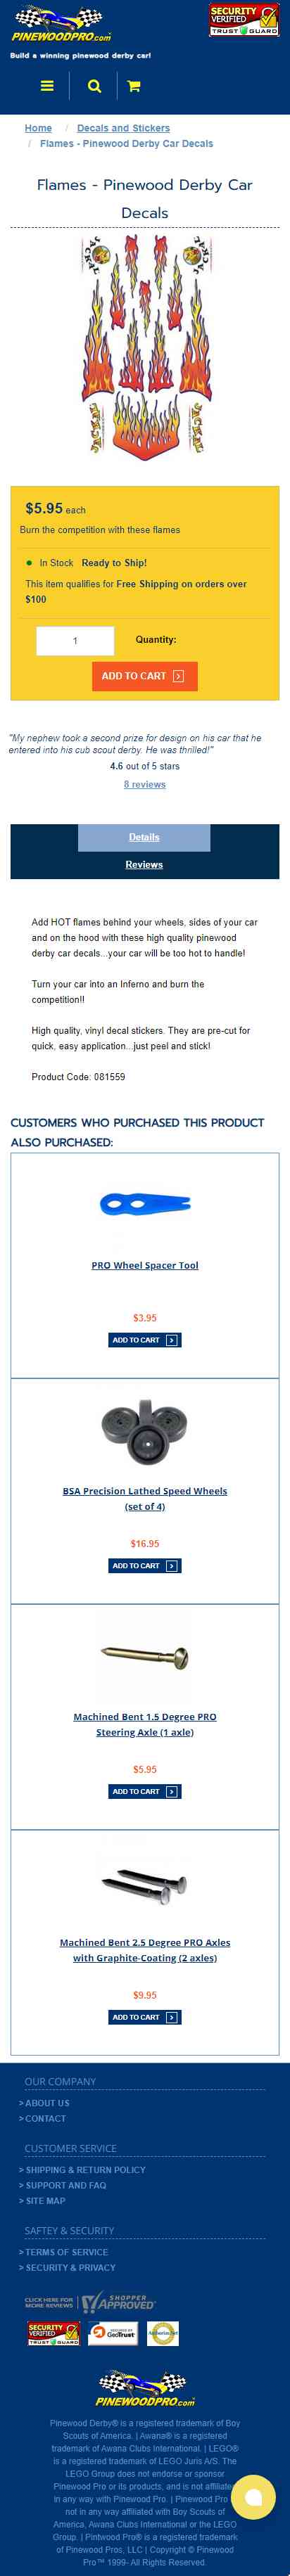 PINEWOODPRO.com
SECURITY
VERIFIED
TRUST GUARD
Build a winning pinewood derby car!
Home / Decals and Stickers
/ Flames - Pinewood Derby Car Decals
Flames - Pinewood Derby Car
Decals
$5.95 each
Burn the competition with these flames
In Stock Ready to Ship!
This item qualifies for Free Shipping on orders over
$100
1 Quantity:
ADD TO CART
"My nephew took a second prize for design on his car that he
entered into his cub scout derby. He was thrilled!"
4.6 out of 5 stars
8 reviews
Details
Reviews
Add HOT flames behind your wheels, sides of your car
and on the hood with these high quality pinewood
derby car decals...your car will be too hot to handle!
Turn your car into an Inferno and burn the
competition!!
High quality, vinyl decal stickers. They are pre-cut for
quick, easy application...just peel and stick!
Product Code: 081559
CUSTOMERS WHO PURCHASED THIS PRODUCT
ALSO PURCHASED:
PRO Wheel Spacer Tool
$3.95
ADD TO CART
BSA Precision Lathed Speed Wheels
(set of 4)
$16.95
ADD TO CART
Machined Bent 1.5 Degree PRO
Steering Axle (1 axle)
$5.95
ADD TO CART
Machined Bent 2.5 Degree PRO Axles
with Graphite-Coating (2 axles)
$9.95
ADD TO CART
OUR COMPANY
> ABOUT US
> CONTACT
CUSTOMER SERVICE
> SHIPPING & RETURN POLICY
> SUPPORT AND FAQ
> SITE MAP
SAFTEY & SECURITY
> TERMS OF SERVICE
> SECURITY & PRIVACY
CLICK HERE FOR
MORE REVIEWS
SHOPPER
APPROVED
SECURITY
VERIFIED
TRUST GUARD
GeoTrust
PINEWOODPRO.com
Pinewood Derby® is a registered trademark of Boy
Scouts of America. | Awana® is a registered
trademark of Awana Clubs International. | LEGO®
is a registered trademark of LEGO Juris A/S. The
LEGO Group does not endorse or sponsor
Pinewood Pro or its products, and is not affiliated
in any way with Pinewood Pro. | Pinewood Pro
not in any way affiliated with Boy Scouts of
America, Awana Clubs International or the LEGO
Group. | Pintwood Pro® is a registered trademark
of Pinewood Pros, LLC | Copyright © Pinewood
Pro™ 1999- All Rights Reserved.